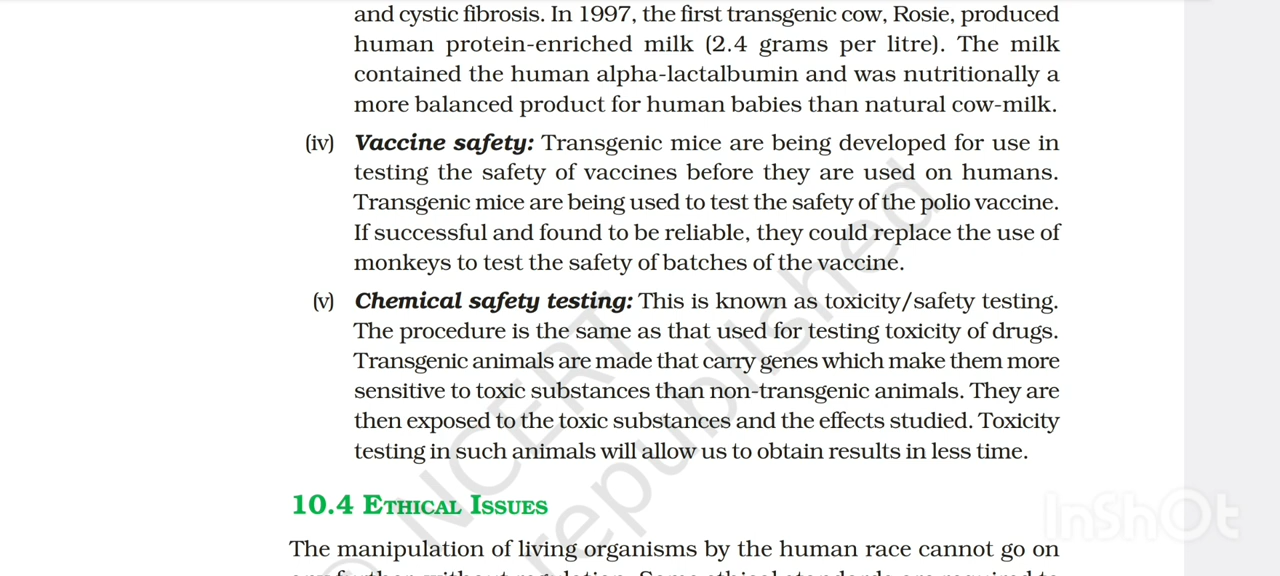 and cystic fibrosis. In 1997, the first transgenic cow, Rosie, produced
human protein-enriched milk (2.4 grams per litre). The milk
contained the human alpha-lactalbumin and was nutritionally a
more balanced product for human babies than natural cow-milk.
(iv) Vaccine safety: Transgenic mice are being developed for use in
testing the safety of vaccines before they are used on humans.
Transgenic mice are being used to test the safety of the polio vaccine.
If successful and found to be reliable, they could replace the use of
monkeys to test the safety of batches of the vaccine.
(v) Chemical safety testing: This is known as toxicity/safety testing.
The procedure is the same as that used for testing toxicity of drugs.
Transgenic animals are made that carry genes which make them more
sensitive to toxic substances than non-transgenic animals. They are
then exposed to the toxic substances and the effects studied. Toxicity
testing in such animals will allow us to obtain results in less time.
10.4 ETHICAL ISSUES
The manipulation of living organisms by the human race cannot go on
© NCERT
republished
InShOt